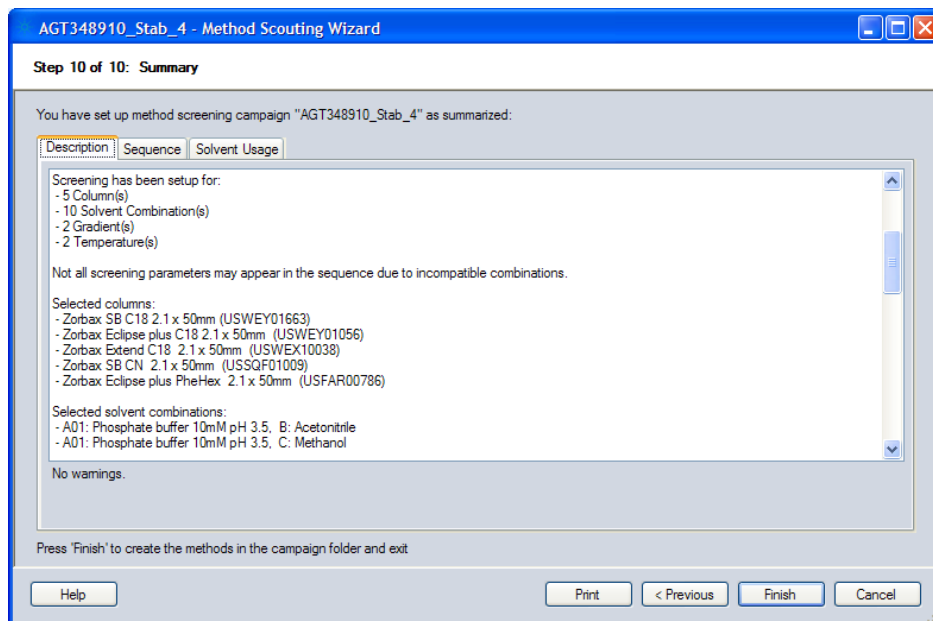 AGT348910_Stab_4 - Method Scouting Wizard
Step 10 of 10: Summary
You have set up method screening campaign "AGT348910_Stab_4" as summarized:
Description Sequence Solvent Usage
Screening has been setup for:
- 5 Column(s)
- 10 Solvent Combination(s)
- 2 Gradient(s)
- 2 Temperature(s)
Not all screening parameters may appear in the sequence due to incompatible combinations.
Selected columns:
- Zorbax SB C18 2.1 x 50mm (USWEY01663)
- Zorbax Eclipse plus C18 2.1 x 50mm (USWEY01056)
- Zorbax Extend C18 2.1 x 50mm (USWEX10038)
- Zorbax SB CN 2.1 x 50mm (USSQF01009)
- Zorbax Eclipse plus PheHex 2.1 x 50mm (USFAR00786)
Selected solvent combinations:
- A01: Phosphate buffer 10mM pH 3.5, B: Acetonitrile
- A01: Phosphate buffer 10mM pH 3.5, C: Methanol
No warnings.
Press 'Finish' to create the methods in the campaign folder and exit
Help Print < Previous Finish Cancel